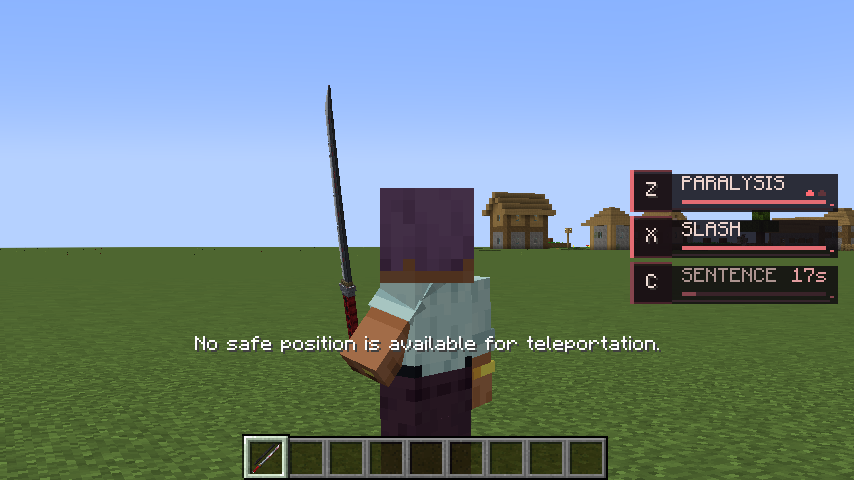 Z PARALYSIS
X SLASH
C SENTENCE 17s
No safe position is available for teleportation.